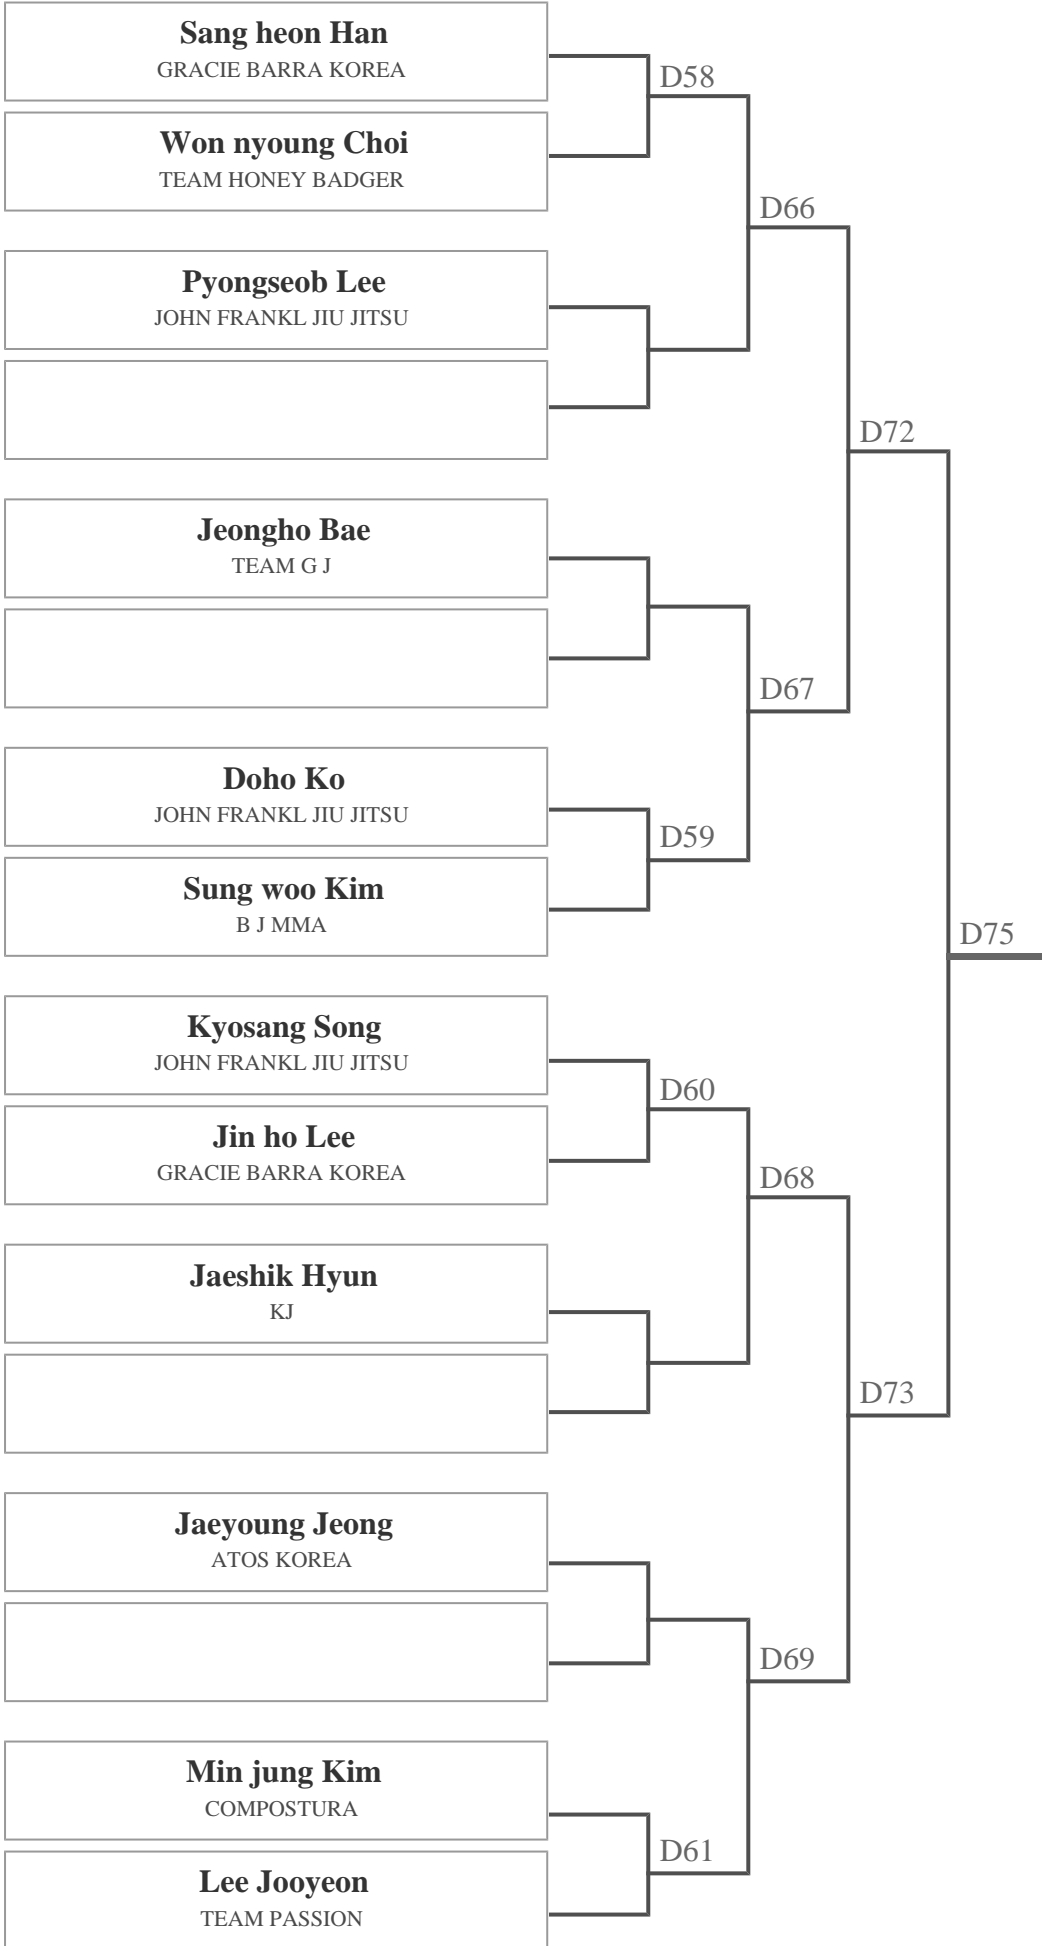 Sang heon Han
GRACIE BARRA KOREA
D58
Won nyoung Choi
TEAM HONEY BADGER
D66
Pyongseob Lee
JOHN FRANKL JIU JITSU
D72
Jeongho Bae
TEAM G J
D67
Doho Ko
JOHN FRANKL JIU JITSU
D59
Sung woo Kim
B J MMA
D75
Kyosang Song
JOHN FRANKL JIU JITSU
D60
Jin ho Lee
GRACIE BARRA KOREA
D68
Jaeshik Hyun
KJ
D73
Jaeyoung Jeong
ATOS KOREA
D69
Min jung Kim
COMPOSTURA
D61
Lee Jooyeon
TEAM PASSION